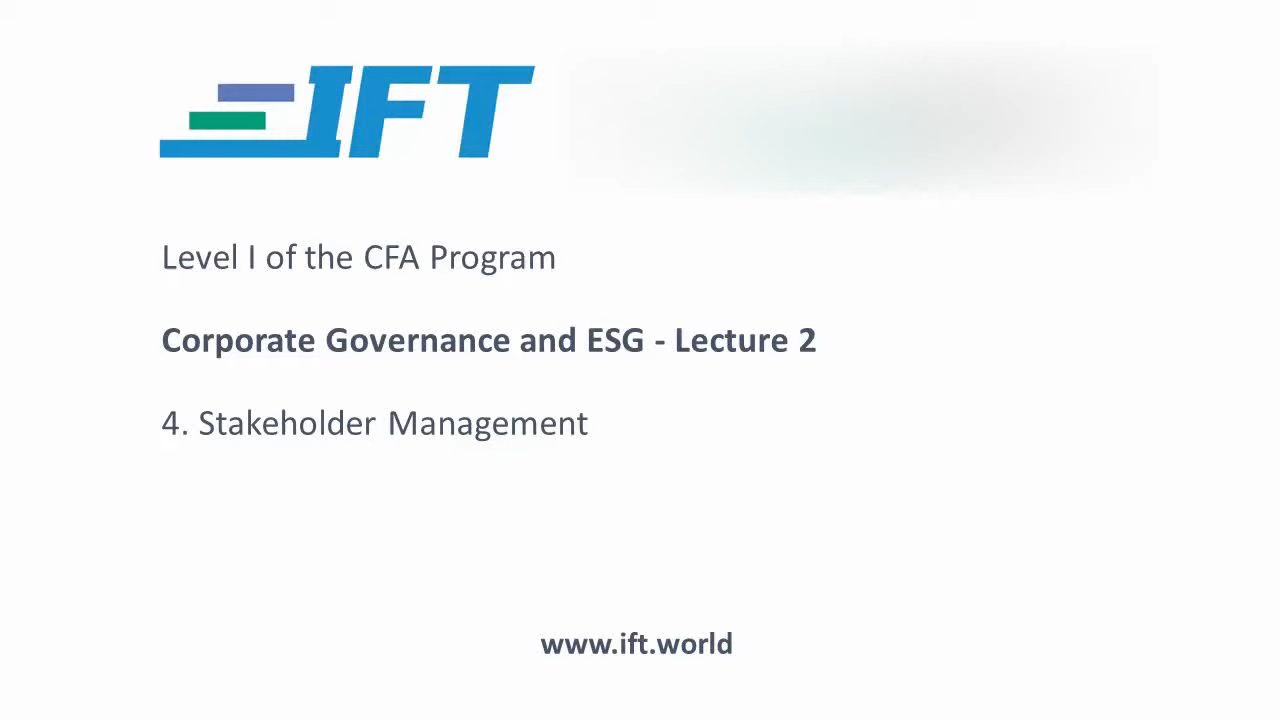 IFT
Level I of the CFA Program
Corporate Governance and ESG - Lecture 2
4. Stakeholder Management
www.ift.world